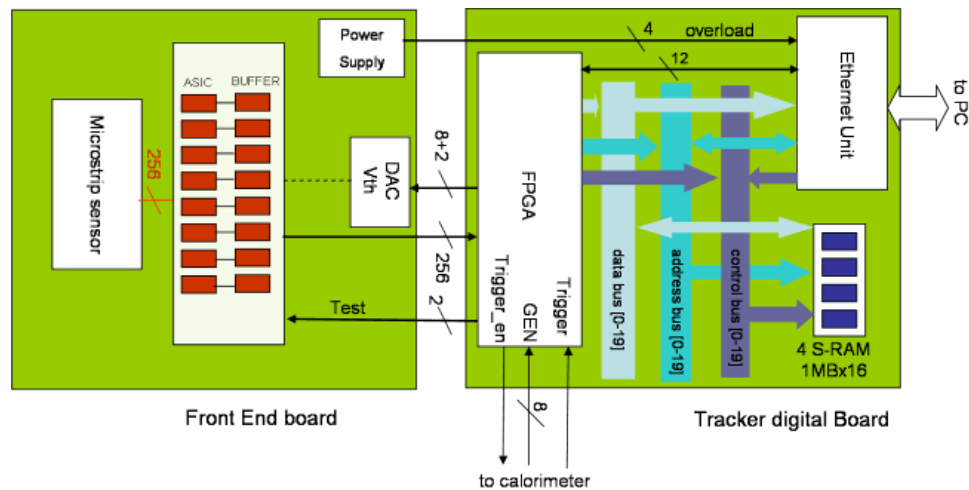 Power
Supply
4
overload
12
Ethernet Unit
to PC
ASIC
BUFFER
Microstrip sensor
256
DAC
Vth
8+2
256
2
Test
FPGA
Trigger_en
GEN
Trigger
data bus [0-19]
address bus [0-19]
control bus [0-19]
4 S-RAM
1MBx16
Front End board
8
Tracker digital Board
to calorimeter